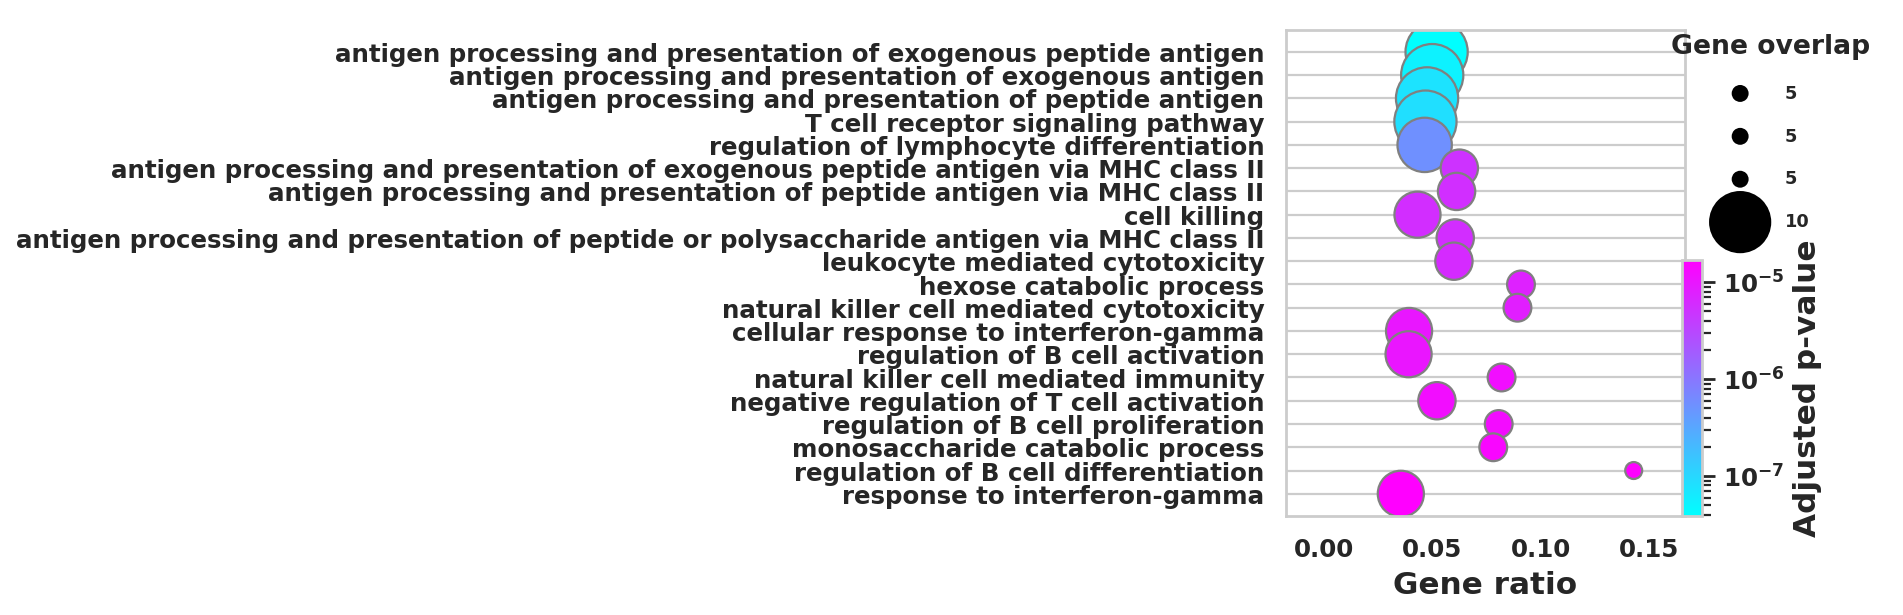 antigen processing and presentation of exogenous peptide antigen
antigen processing and presentation of exogenous antigen
antigen processing and presentation of peptide antigen
T cell receptor signaling pathway
regulation of lymphocyte differentiation
antigen processing and presentation of exogenous peptide antigen via MHC class II
antigen processing and presentation of peptide antigen via MHC class II
cell killing
antigen processing and presentation of peptide or polysaccharide antigen via MHC class II
leukocyte mediated cytotoxicity
hexose catabolic process
natural killer cell mediated cytotoxicity
cellular response to interferon-gamma
regulation of B cell activation
natural killer cell mediated immunity
negative regulation of T cell activation
regulation of B cell proliferation
monosaccharide catabolic process
regulation of B cell differentiation
response to interferon-gamma
0.00 0.05 0.10 0.15
Gene ratio
Gene overlap
5
5
5
10
10⁻⁵
10⁻⁶
10⁻⁷
Adjusted p-value